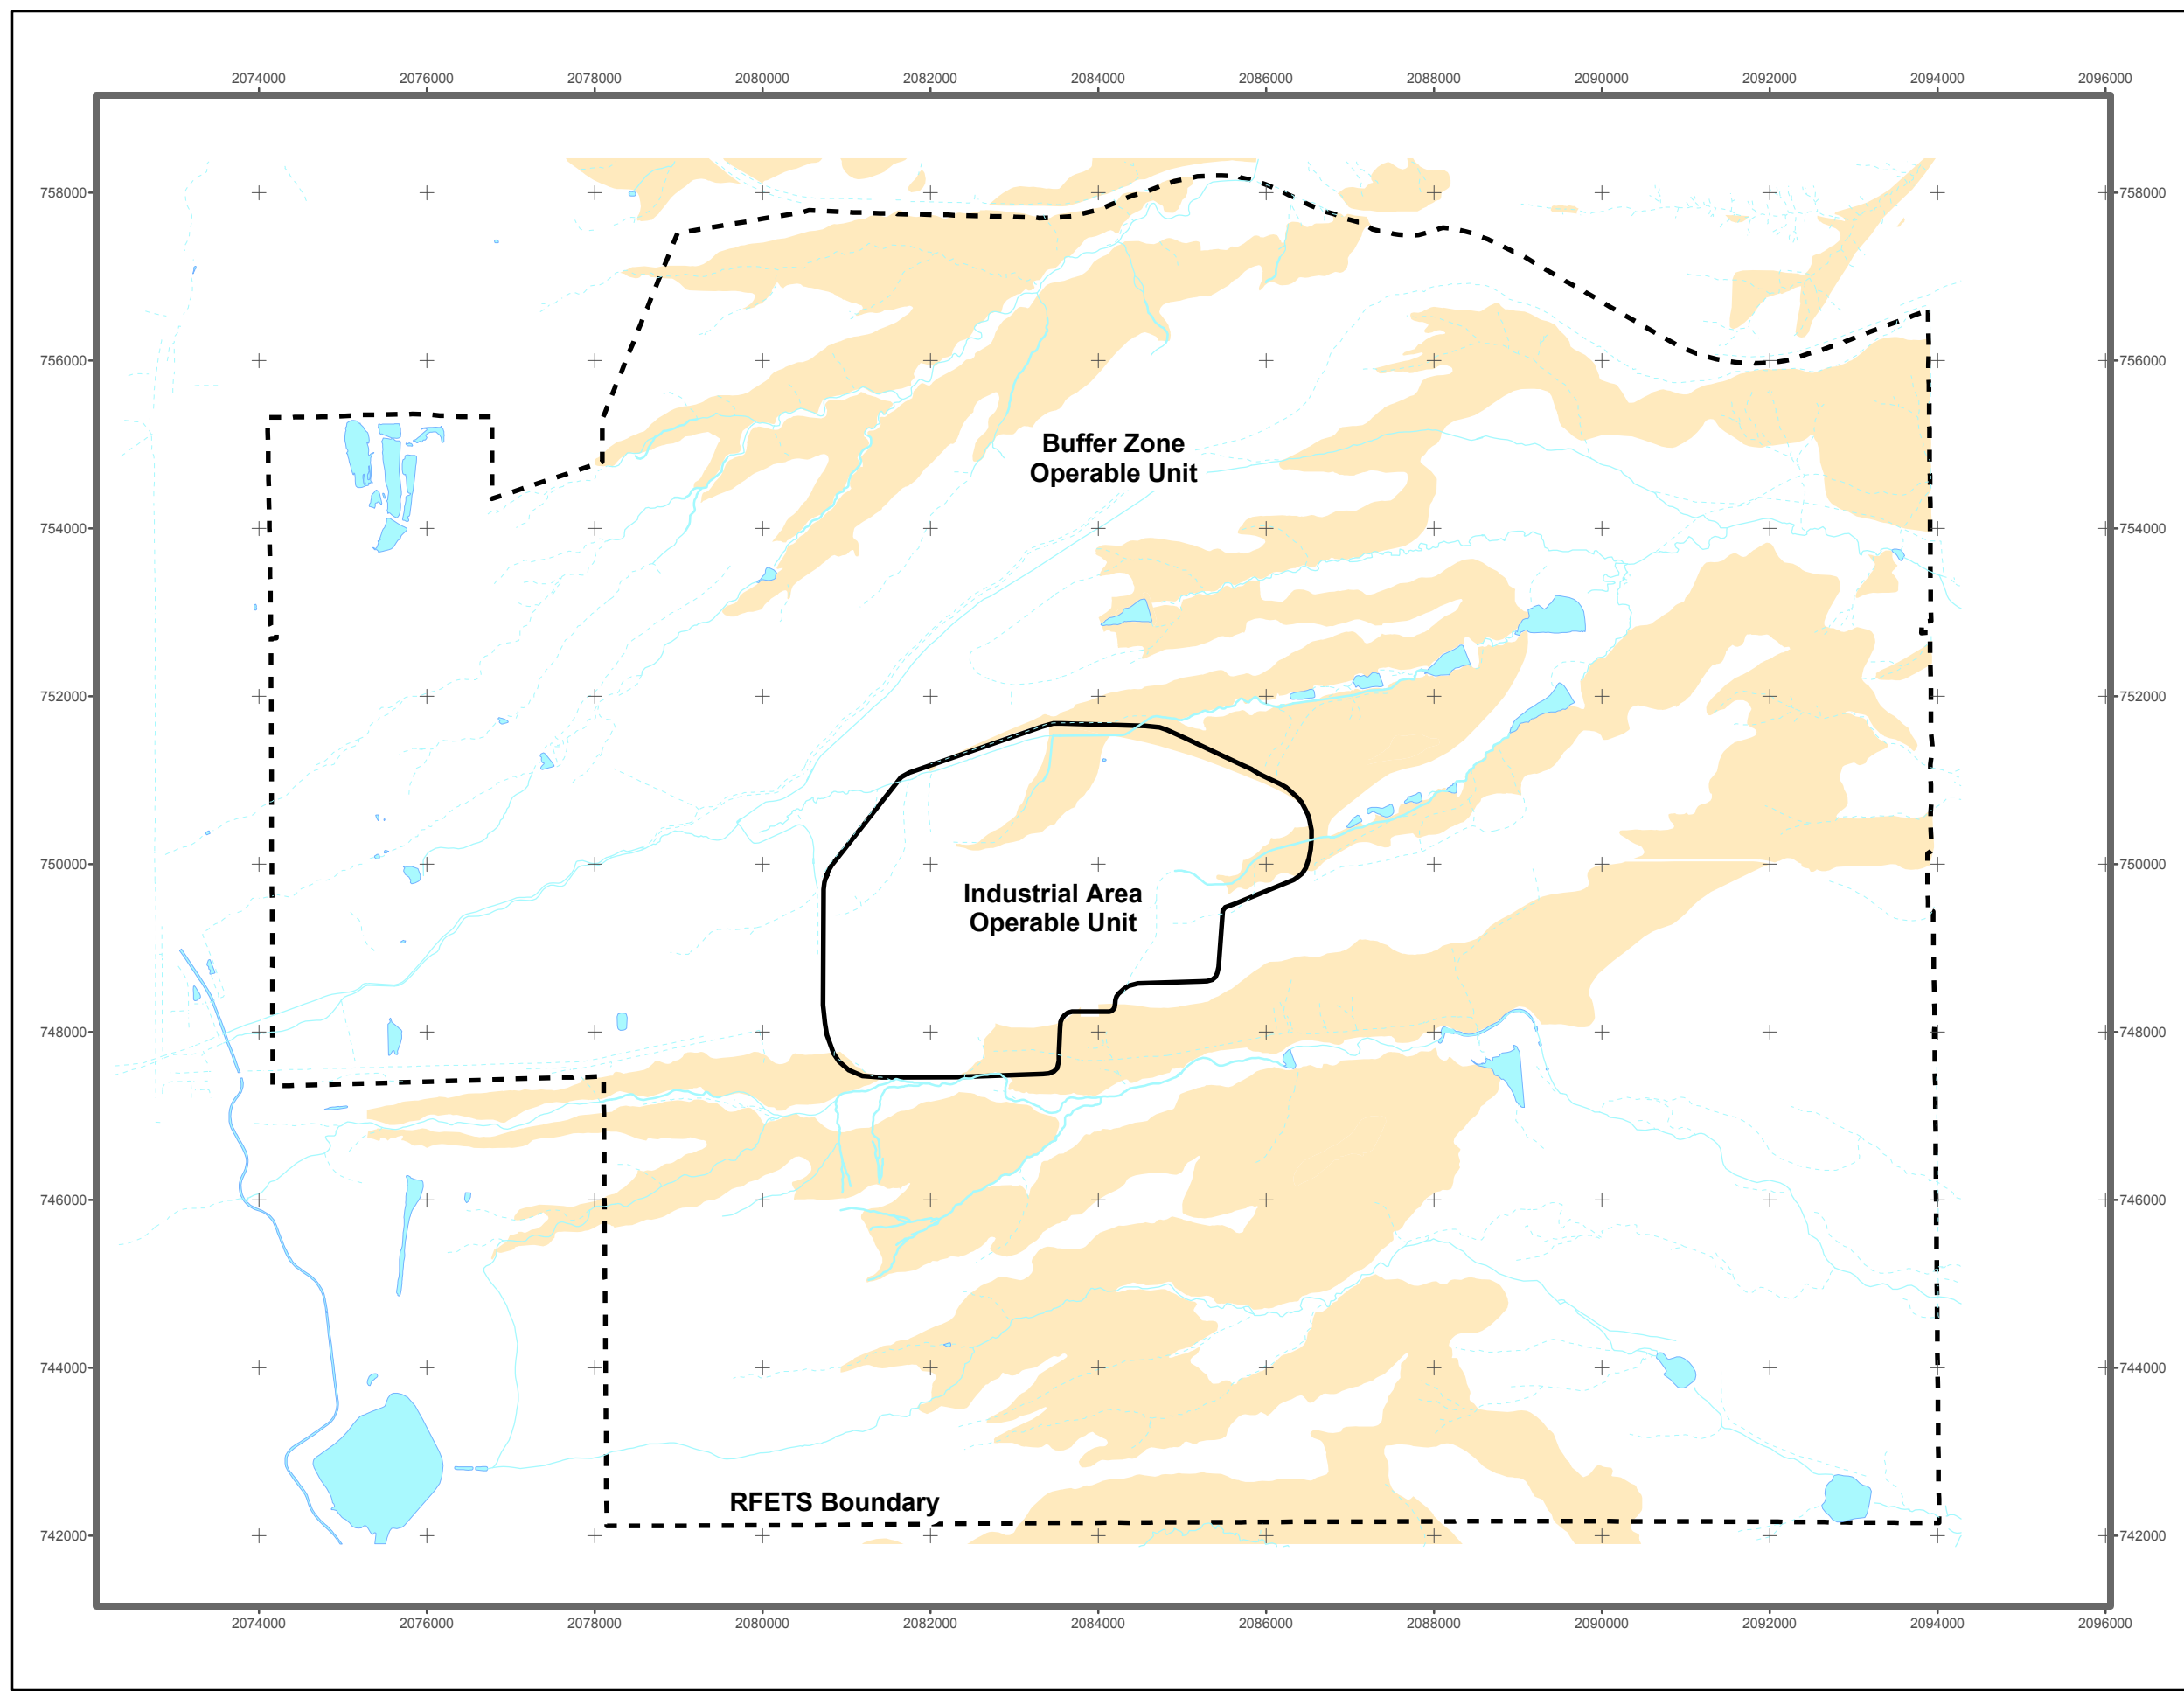 2074000 2076000 2078000 2080000 2082000 2084000 2086000 2088000 2090000 2092000 2094000 2096000
758000 758000
756000 756000
Buffer Zone
Operable Unit
754000 754000
752000 752000
750000 750000
Industrial Area
Operable Unit
748000 748000
746000 746000
744000 744000
RFETS Boundary
742000 742000
2074000 2076000 2078000 2080000 2082000 2084000 2086000 2088000 2090000 2092000 2094000 2096000